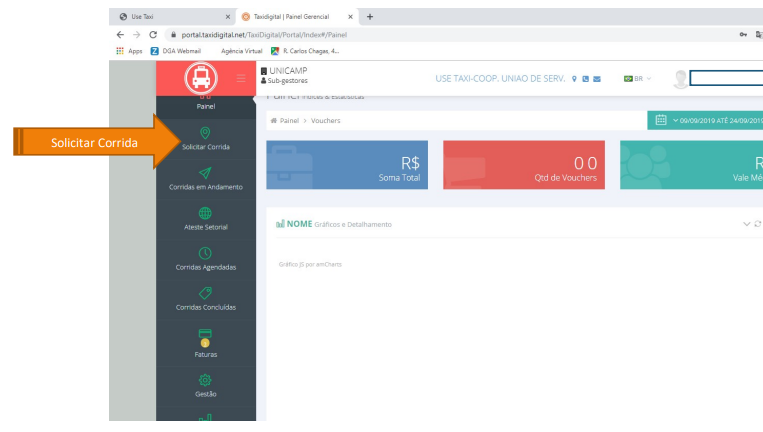 Use Taxi
Taxidigital | Painel Gerencial
portal.taxidigital.net/TaxiDigital/Portal/Index#/Painel
Apps
DGA Webmail
Agência Virtual
R. Carlos Chagas, 4...
UNICAMP
Sub-gestores
USE TAXI-COOP. UNIAO DE SERV.
BR
Painel
Índices & Estatísticas
Painel > Vouchers
09/09/2019 ATÉ 24/09/2019
Solicitar Corrida
Solicitar Corrida
R$
Soma Total
0 0
Qtd de Vouchers
Vale Mé
Corridas em Andamento
Ateste Setorial
NOME Gráficos e Detalhamento
Corridas Agendadas
Gráfico JS por amCharts
Corridas Concluídas
Faturas
Gestão